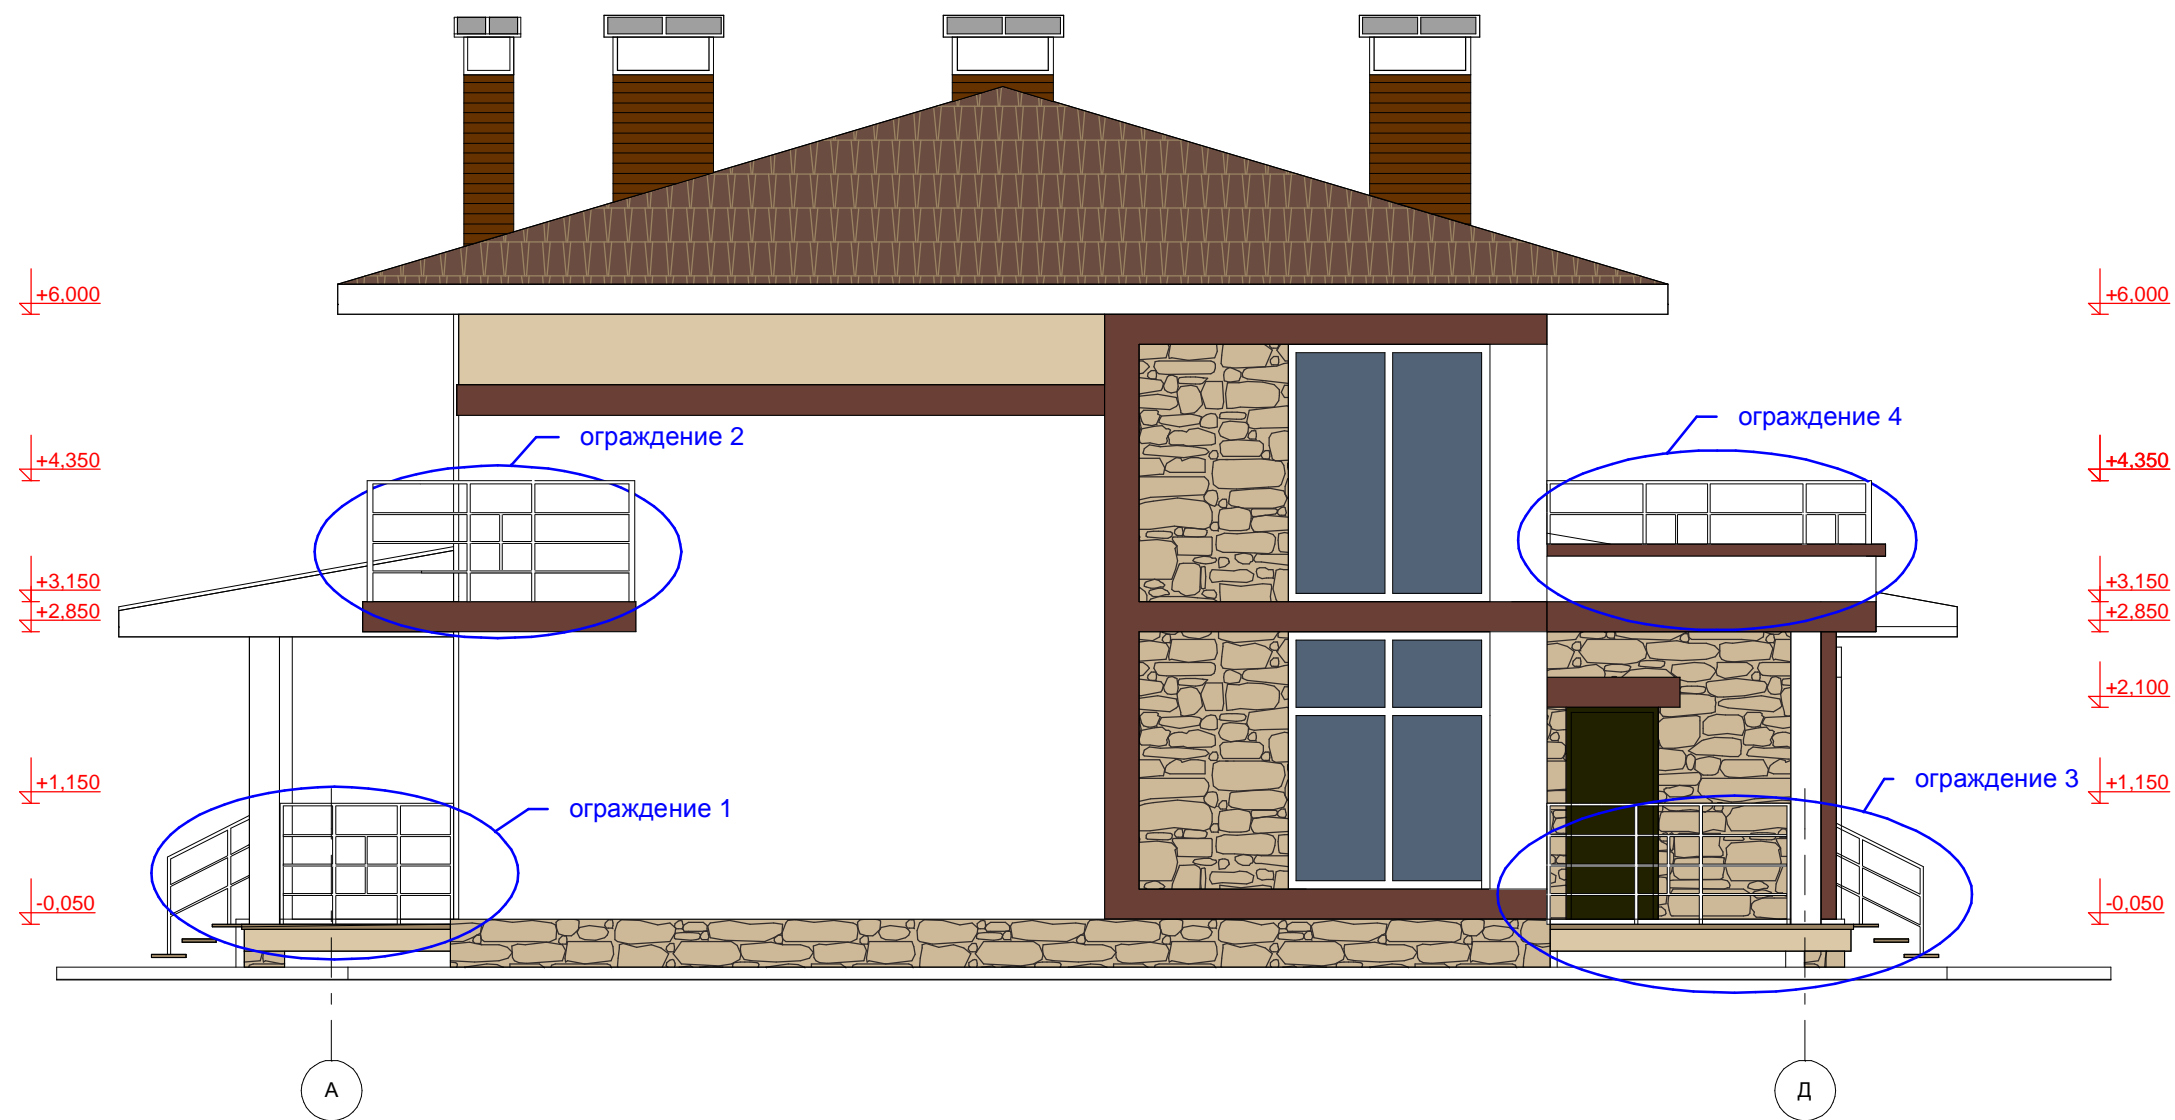 +6,000
+6,000
ограждение 4
ограждение 2
+4,350
+4,350
+3,150
+3,150
+2,850
+2,850
+2,100
+1,150
ограждение 3
+1,150
ограждение 1
-0,050
-0,050
А
Д